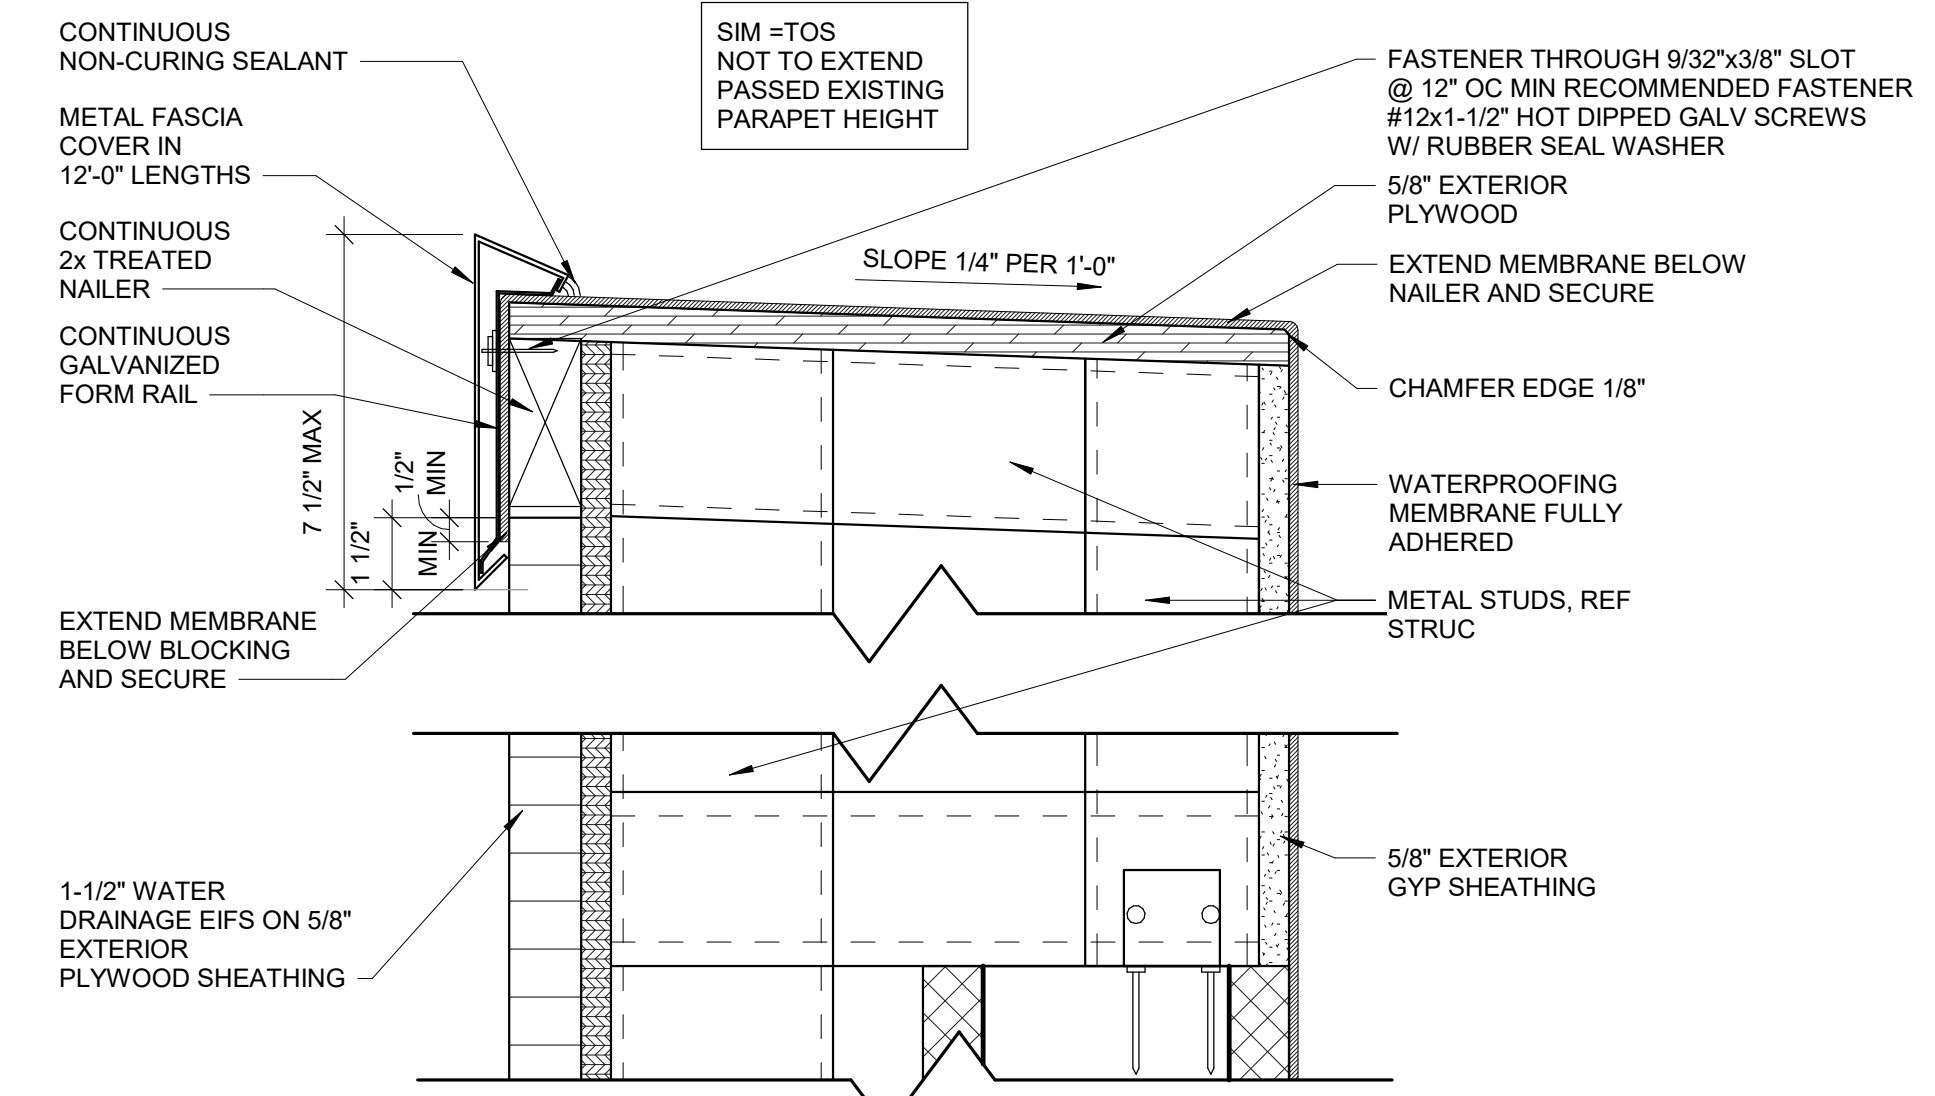 CONTINUOUS
NON-CURING SEALANT
METAL FASCIA
COVER IN
12'-0" LENGTHS
CONTINUOUS
2x TREATED
NAILER
CONTINUOUS
GALVANIZED
FORM RAIL
7 1/2" MAX
1 1/2"
MIN
1/2"
MIN
EXTEND MEMBRANE
BELOW BLOCKING
AND SECURE
1-1/2" WATER
DRAINAGE EIFS ON 5/8"
EXTERIOR
PLYWOOD SHEATHING
SIM =TOS
NOT TO EXTEND
PASSED EXISTING
PARAPET HEIGHT
SLOPE 1/4" PER 1'-0"
FASTENER THROUGH 9/32"x3/8" SLOT
@ 12" OC MIN RECOMMENDED FASTENER
#12x1-1/2" HOT DIPPED GALV SCREWS
W/ RUBBER SEAL WASHER
5/8" EXTERIOR
PLYWOOD
EXTEND MEMBRANE BELOW
NAILER AND SECURE
CHAMFER EDGE 1/8"
WATERPROOFING
MEMBRANE FULLY
ADHERED
METAL STUDS, REF
STRUC
5/8" EXTERIOR
GYP SHEATHING